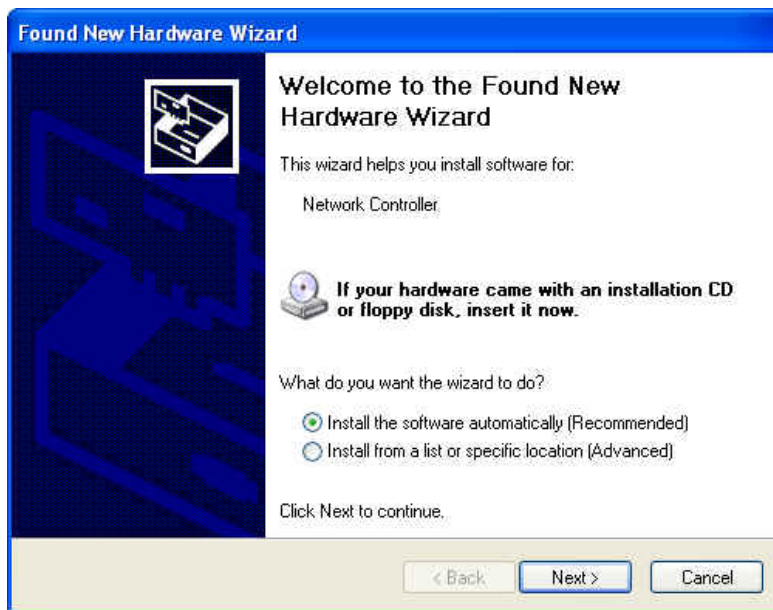 Found New Hardware Wizard
Welcome to the Found New
Hardware Wizard
This wizard helps you install software for:
Network Controller
If your hardware came with an installation CD
or floppy disk, insert it now.
What do you want the wizard to do?
Install the software automatically (Recommended)
Install from a list or specific location (Advanced)
Click Next to continue.
< Back Next > Cancel